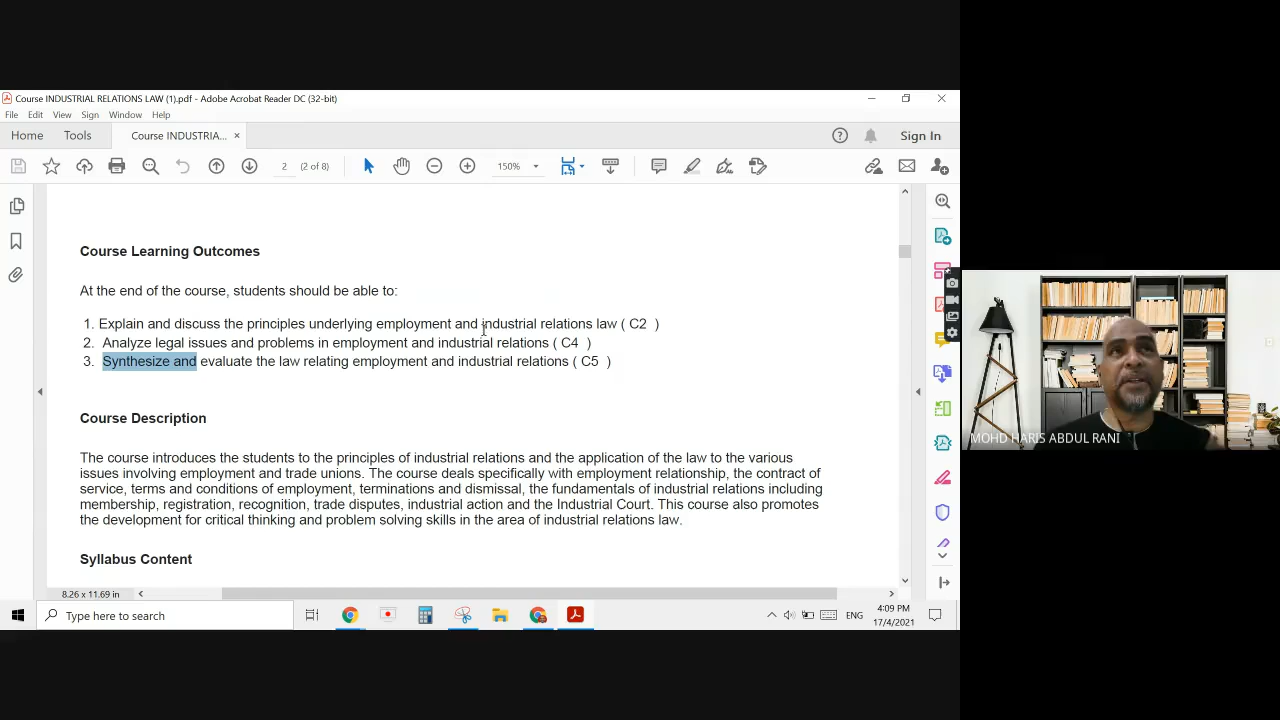 Course INDUSTRIAL RELATIONS LAW (1).pdf - Adobe Acrobat Reader DC (32-bit)
File Edit View Sign Window Help
Home Tools Course INDUSTRIA... × Sign In
2 (2 of 8) 150%
Course Learning Outcomes
At the end of the course, students should be able to:
1. Explain and discuss the principles underlying employment and industrial relations law ( C2 )
2. Analyze legal issues and problems in employment and industrial relations ( C4 )
3. Synthesize and evaluate the law relating employment and industrial relations ( C5 )
Course Description
The course introduces the students to the principles of industrial relations and the application of the law to the various
issues involving employment and trade unions. The course deals specifically with employment relationship, the contract of
service, terms and conditions of employment, terminations and dismissal, the fundamentals of industrial relations including
membership, registration, recognition, trade disputes, industrial action and the Industrial Court. This course also promotes
the development for critical thinking and problem solving skills in the area of industrial relations law.
Syllabus Content
8.26 x 11.69 in
Type here to search
ENG
4:09 PM
17/4/2021
MOHD HARIS ABDUL RANI